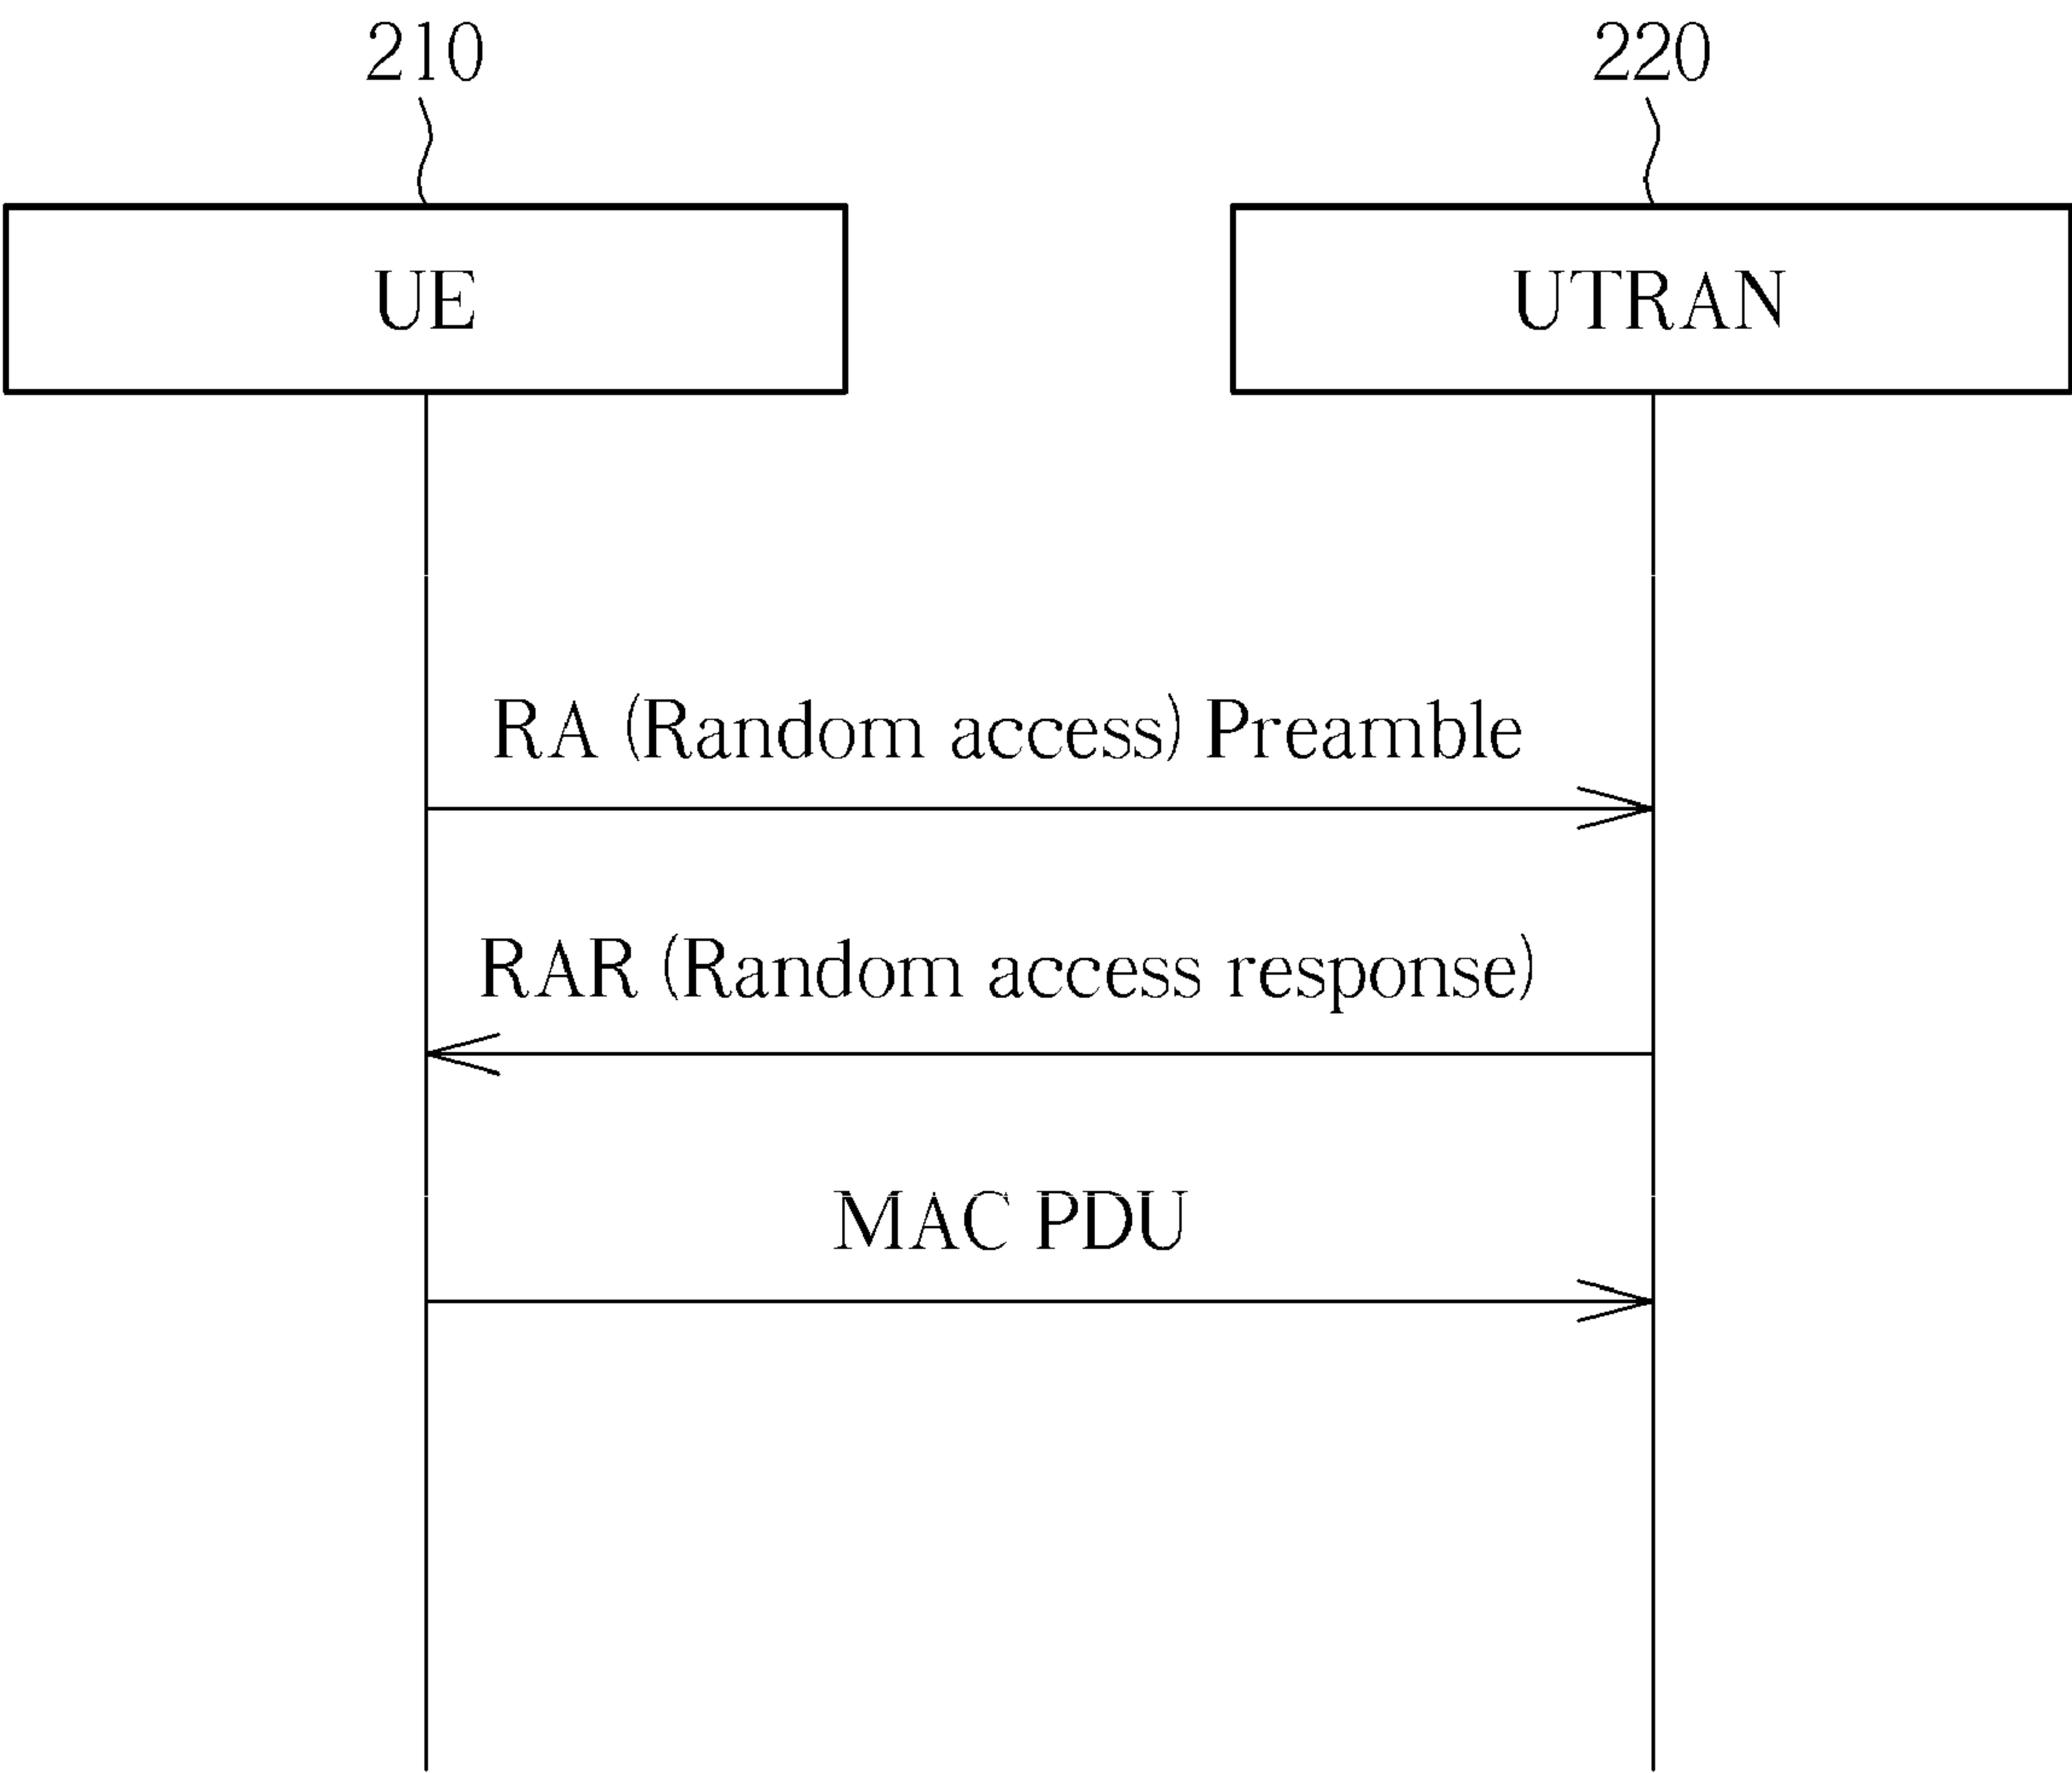 210
220
UE
UTRAN
RA (Random access) Preamble
RAR (Random access response)
MAC PDU